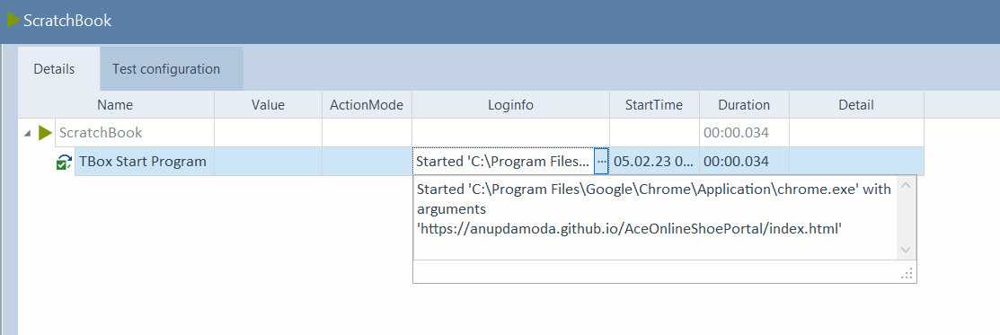 ScratchBook
Details Test configuration
Name Value ActionMode Loginfo StartTime Duration Detail
ScratchBook 00:00.034
TBox Start Program Started 'C:\Program Files... ... 05.02.23 0... 00:00.034
Started 'C:\Program Files\Google\Chrome\Application\chrome.exe' with
arguments
'https://anupdamoda.github.io/AceOnlineShoePortal/index.html'